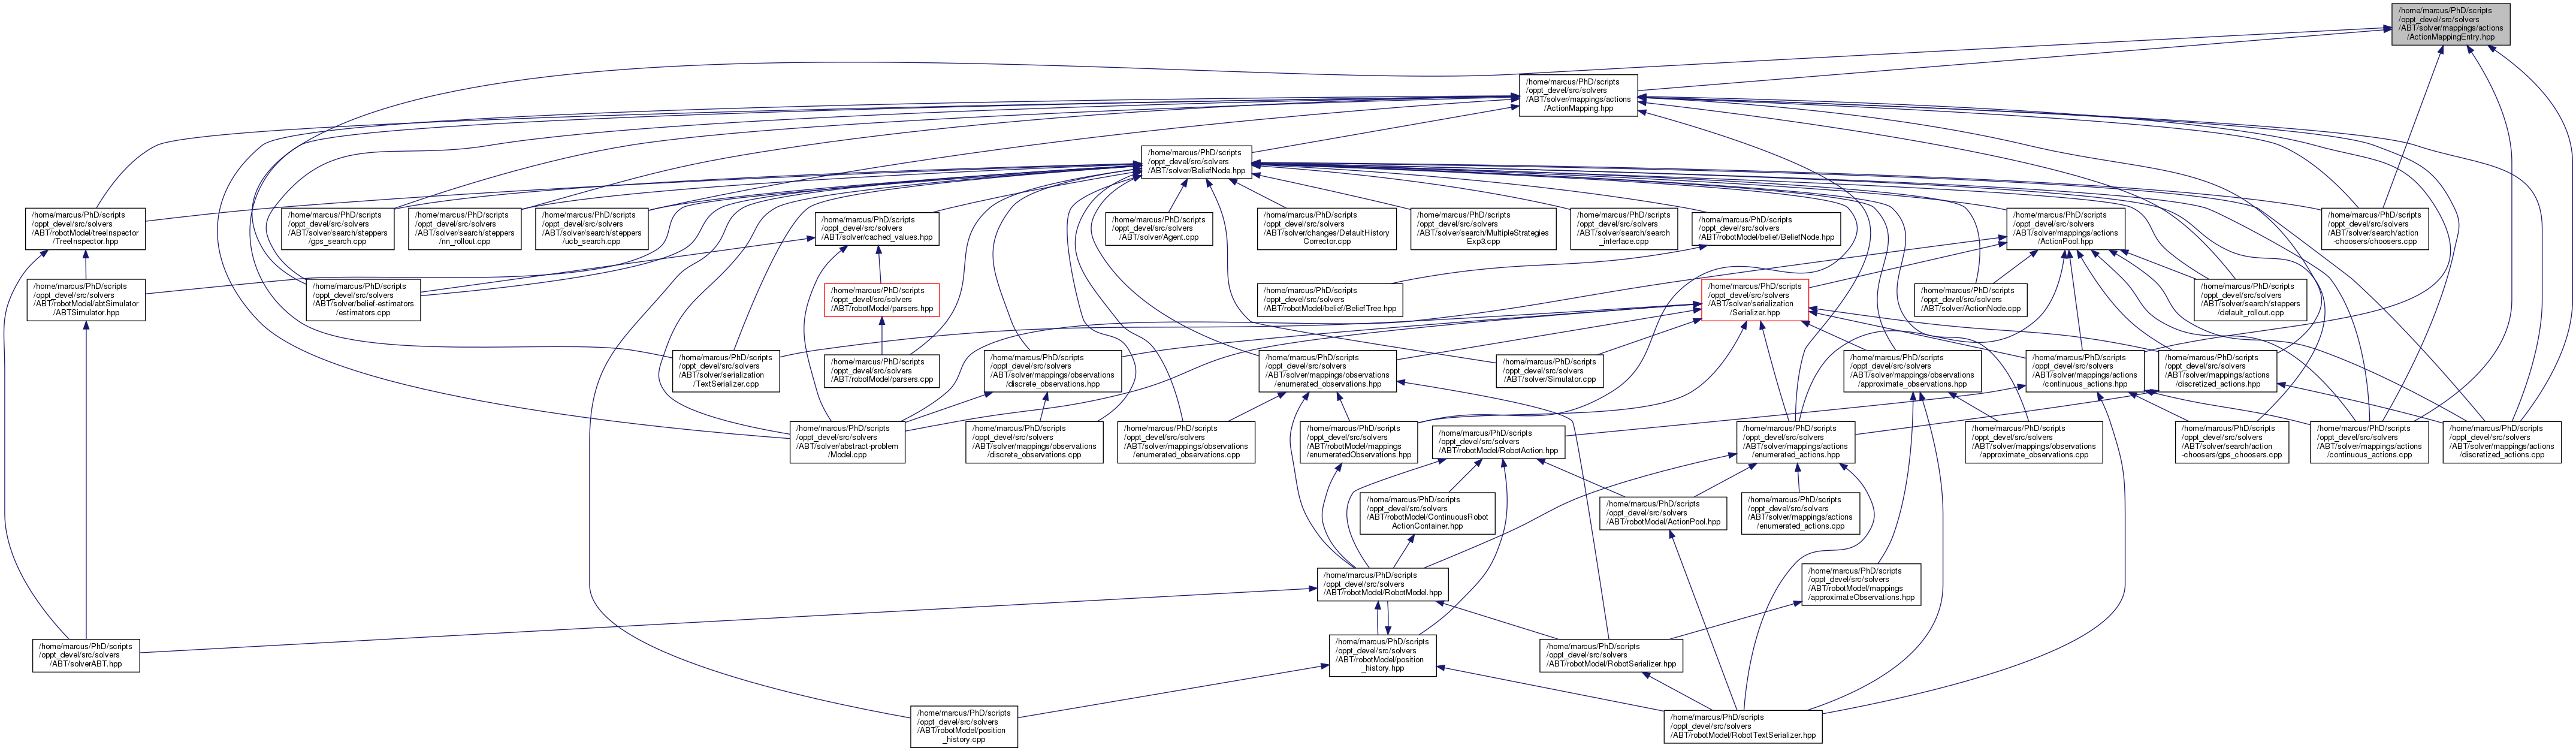 /home/marcus/PhD/scripts
/oppt_devel/src/solvers
/ABT/solver/mappings/actions
/ActionMappingEntry.hpp
/home/marcus/PhD/scripts
/oppt_devel/src/solvers
/ABT/solver/mappings/actions
/ActionMapping.hpp
/home/marcus/PhD/scripts
/oppt_devel/src/solvers
/ABT/solver/BeliefNode.hpp
/home/marcus/PhD/scripts
/oppt_devel/src/solvers
/ABT/robotModel/treeInspector
/TreeInspector.hpp
/home/marcus/PhD/scripts
/oppt_devel/src/solvers
/ABT/solver/search/steppers
/gps_search.cpp
/home/marcus/PhD/scripts
/oppt_devel/src/solvers
/ABT/solver/search/steppers
/nn_rollout.cpp
/home/marcus/PhD/scripts
/oppt_devel/src/solvers
/ABT/solver/search/steppers
/ucb_search.cpp
/home/marcus/PhD/scripts
/oppt_devel/src/solvers
/ABT/solver/cached_values.hpp
/home/marcus/PhD/scripts
/oppt_devel/src/solvers
/ABT/solver/Agent.cpp
/home/marcus/PhD/scripts
/oppt_devel/src/solvers
/ABT/solver/changes/DefaultHistory
Corrector.cpp
/home/marcus/PhD/scripts
/oppt_devel/src/solvers
/ABT/solver/search/MultipleStrategies
Exp3.cpp
/home/marcus/PhD/scripts
/oppt_devel/src/solvers
/ABT/solver/search/search
_interface.cpp
/home/marcus/PhD/scripts
/oppt_devel/src/solvers
/ABT/robotModel/belief/BeliefNode.hpp
/home/marcus/PhD/scripts
/oppt_devel/src/solvers
/ABT/solver/mappings/actions
/ActionPool.hpp
/home/marcus/PhD/scripts
/oppt_devel/src/solvers
/ABT/solver/search/action
-choosers/choosers.cpp
/home/marcus/PhD/scripts
/oppt_devel/src/solvers
/ABT/robotModel/abtSimulator
/ABTSimulator.hpp
/home/marcus/PhD/scripts
/oppt_devel/src/solvers
/ABT/solver/belief-estimators
/estimators.cpp
/home/marcus/PhD/scripts
/oppt_devel/src/solvers
/ABT/robotModel/parsers.hpp
/home/marcus/PhD/scripts
/oppt_devel/src/solvers
/ABT/robotModel/belief/BeliefTree.hpp
/home/marcus/PhD/scripts
/oppt_devel/src/solvers
/ABT/solver/serialization
/Serializer.hpp
/home/marcus/PhD/scripts
/oppt_devel/src/solvers
/ABT/solver/ActionNode.cpp
/home/marcus/PhD/scripts
/oppt_devel/src/solvers
/ABT/solver/search/steppers
/default_rollout.cpp
/home/marcus/PhD/scripts
/oppt_devel/src/solvers
/ABT/solver/serialization
/TextSerializer.cpp
/home/marcus/PhD/scripts
/oppt_devel/src/solvers
/ABT/robotModel/parsers.cpp
/home/marcus/PhD/scripts
/oppt_devel/src/solvers
/ABT/solver/mappings/observations
/discrete_observations.hpp
/home/marcus/PhD/scripts
/oppt_devel/src/solvers
/ABT/solver/mappings/observations
/enumerated_observations.hpp
/home/marcus/PhD/scripts
/oppt_devel/src/solvers
/ABT/solver/Simulator.cpp
/home/marcus/PhD/scripts
/oppt_devel/src/solvers
/ABT/solver/mappings/observations
/approximate_observations.hpp
/home/marcus/PhD/scripts
/oppt_devel/src/solvers
/ABT/solver/mappings/actions
/continuous_actions.hpp
/home/marcus/PhD/scripts
/oppt_devel/src/solvers
/ABT/solver/mappings/actions
/discretized_actions.hpp
/home/marcus/PhD/scripts
/oppt_devel/src/solvers
/ABT/solver/abstract-problem
/Model.cpp
/home/marcus/PhD/scripts
/oppt_devel/src/solvers
/ABT/solver/mappings/observations
/discrete_observations.cpp
/home/marcus/PhD/scripts
/oppt_devel/src/solvers
/ABT/solver/mappings/observations
/enumerated_observations.cpp
/home/marcus/PhD/scripts
/oppt_devel/src/solvers
/ABT/robotModel/mappings
/enumeratedObservations.hpp
/home/marcus/PhD/scripts
/oppt_devel/src/solvers
/ABT/robotModel/RobotAction.hpp
/home/marcus/PhD/scripts
/oppt_devel/src/solvers
/ABT/solver/mappings/actions
/enumerated_actions.hpp
/home/marcus/PhD/scripts
/oppt_devel/src/solvers
/ABT/solver/mappings/observations
/approximate_observations.cpp
/home/marcus/PhD/scripts
/oppt_devel/src/solvers
/ABT/solver/search/action
-choosers/gps_choosers.cpp
/home/marcus/PhD/scripts
/oppt_devel/src/solvers
/ABT/solver/mappings/actions
/continuous_actions.cpp
/home/marcus/PhD/scripts
/oppt_devel/src/solvers
/ABT/solver/mappings/actions
/discretized_actions.cpp
/home/marcus/PhD/scripts
/oppt_devel/src/solvers
/ABT/robotModel/ContinuousRobot
ActionContainer.hpp
/home/marcus/PhD/scripts
/oppt_devel/src/solvers
/ABT/robotModel/ActionPool.hpp
/home/marcus/PhD/scripts
/oppt_devel/src/solvers
/ABT/solver/mappings/actions
/enumerated_actions.cpp
/home/marcus/PhD/scripts
/oppt_devel/src/solvers
/ABT/robotModel/RobotModel.hpp
/home/marcus/PhD/scripts
/oppt_devel/src/solvers
/ABT/robotModel/mappings
/approximateObservations.hpp
/home/marcus/PhD/scripts
/oppt_devel/src/solvers
/ABT/solverABT.hpp
/home/marcus/PhD/scripts
/oppt_devel/src/solvers
/ABT/robotModel/position
_history.hpp
/home/marcus/PhD/scripts
/oppt_devel/src/solvers
/ABT/robotModel/RobotSerializer.hpp
/home/marcus/PhD/scripts
/oppt_devel/src/solvers
/ABT/robotModel/position
_history.cpp
/home/marcus/PhD/scripts
/oppt_devel/src/solvers
/ABT/robotModel/RobotTextSerializer.hpp